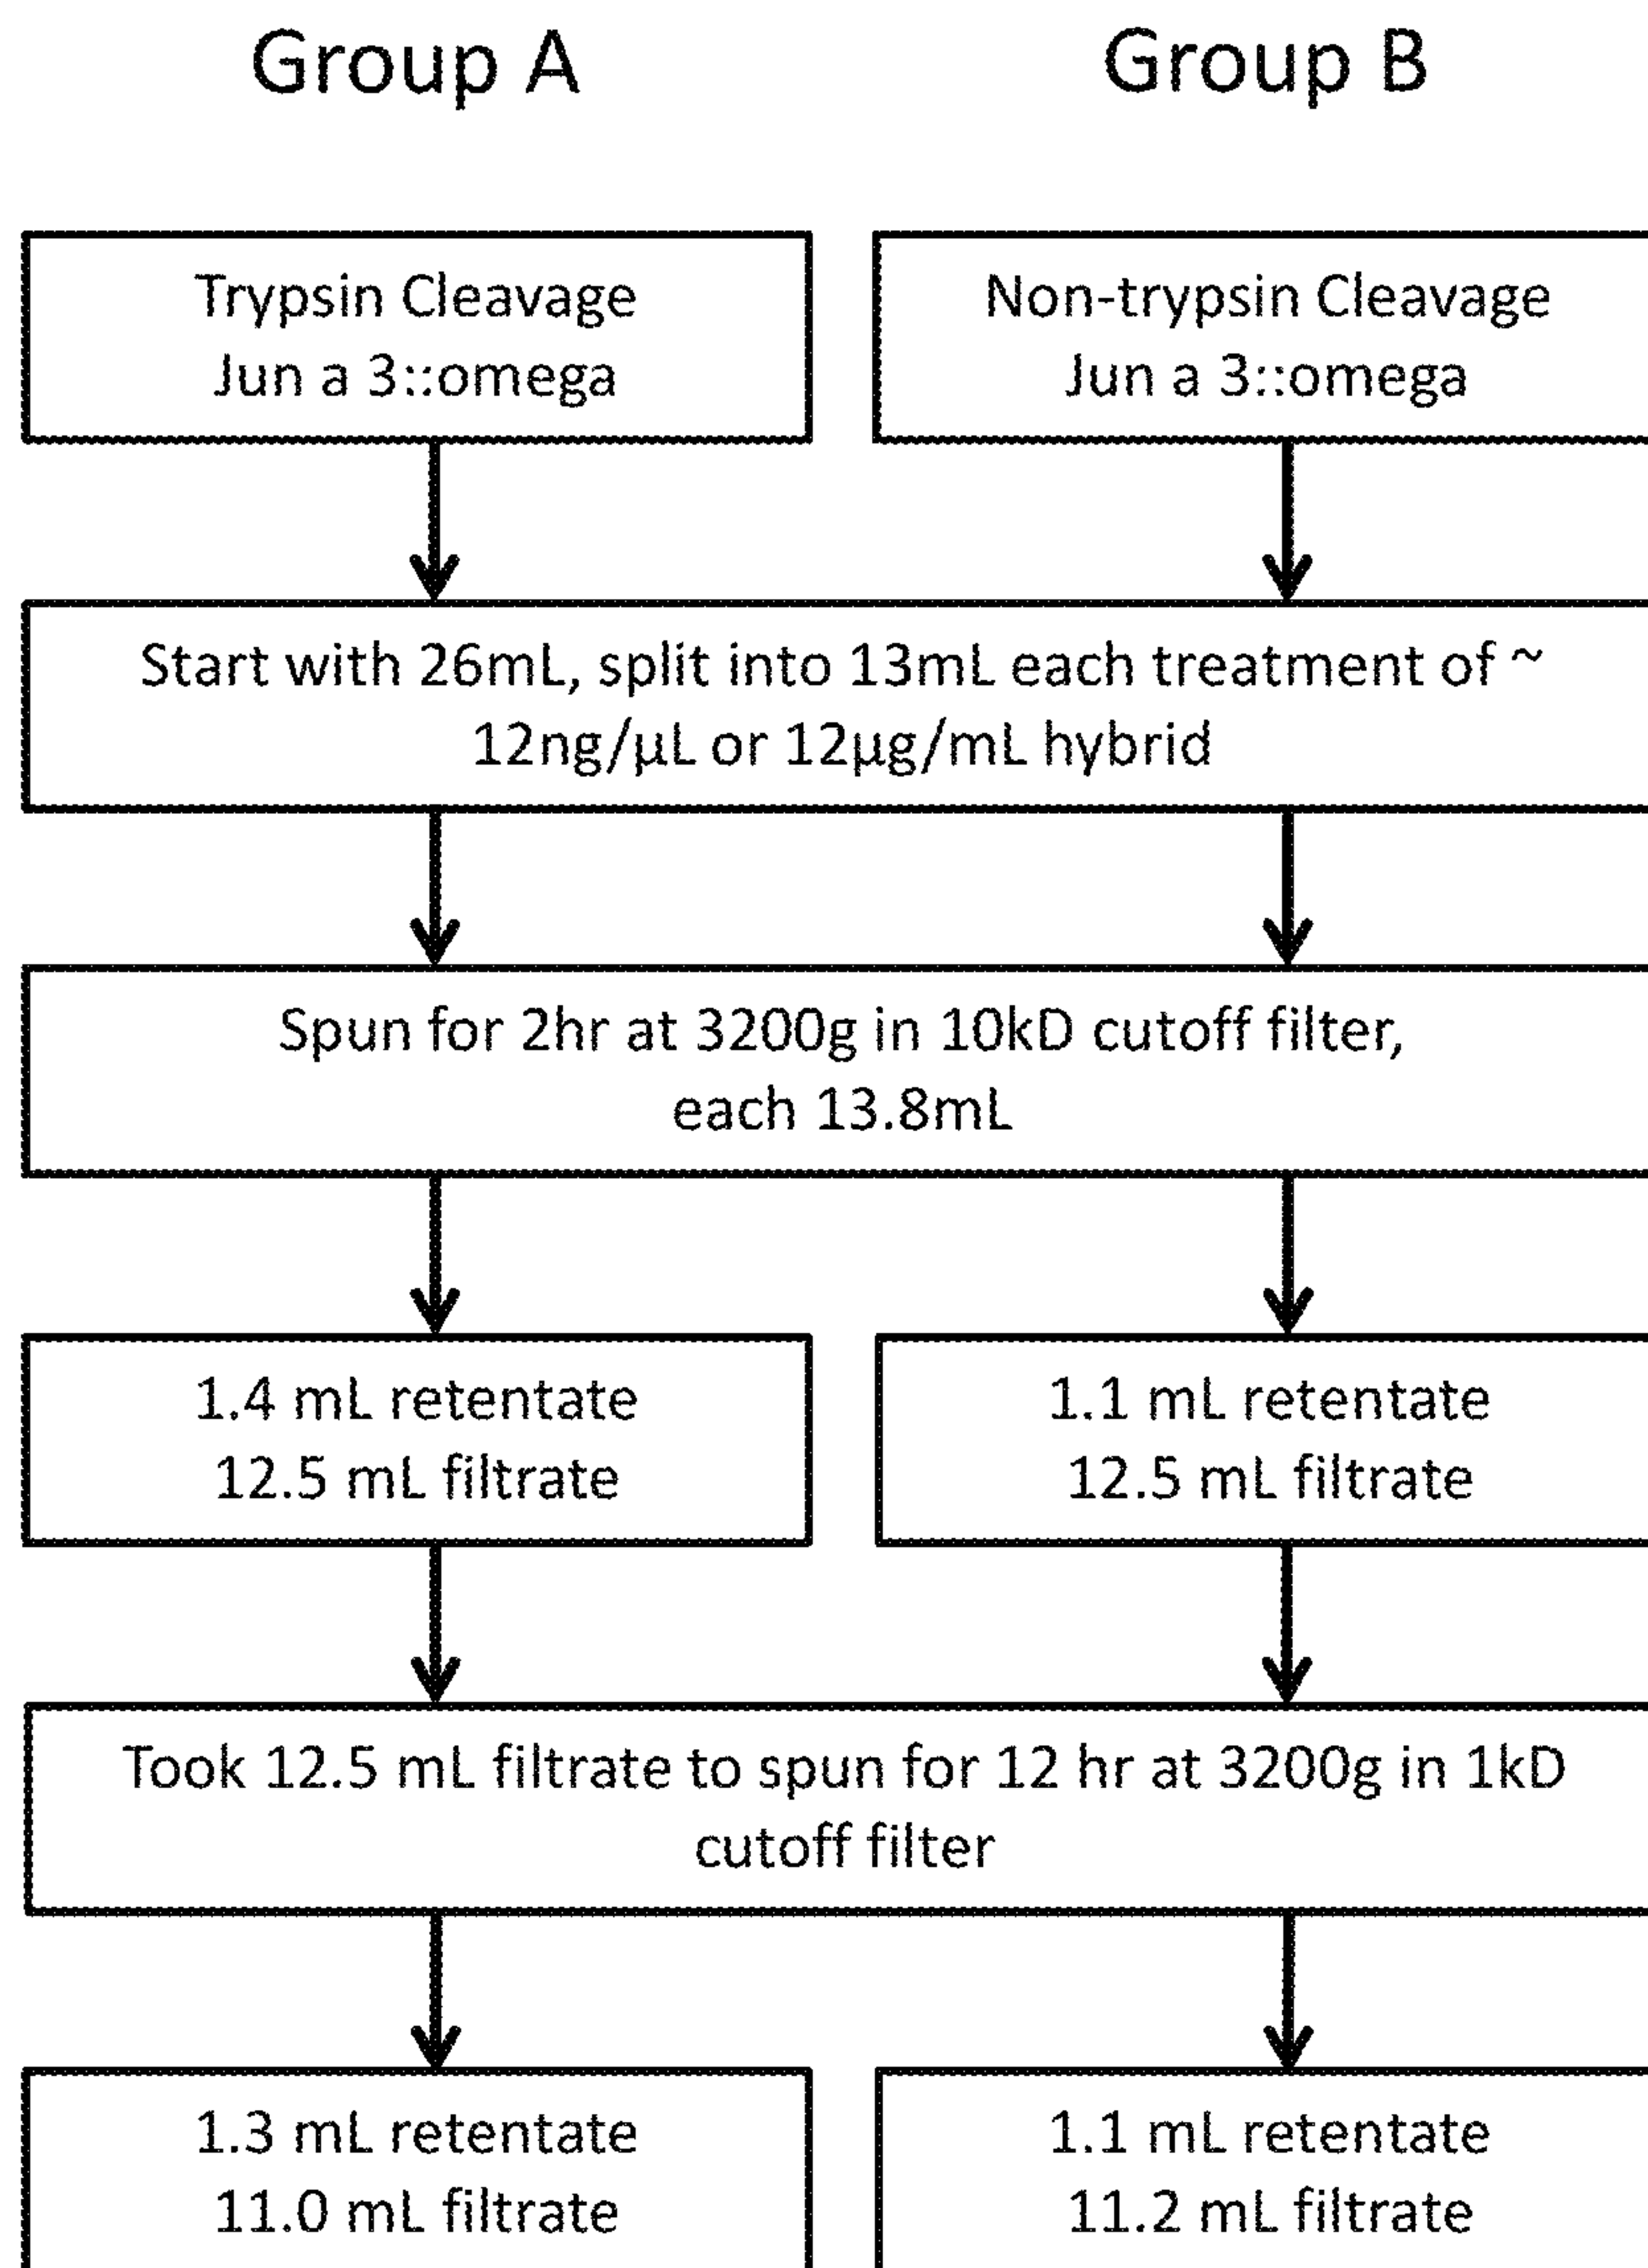 Group A
Group B
Trypsin Cleavage
Jun a 3::omega
Non-trypsin Cleavage
Jun a 3::omega
Start with 26mL, split into 13mL each treatment of ~
12ng/µL or 12µg/mL hybrid
Spun for 2hr at 3200g in 10kD cutoff filter,
each 13.8mL
1.4 mL retentate
12.5 mL filtrate
1.1 mL retentate
12.5 mL filtrate
Took 12.5 mL filtrate to spun for 12 hr at 3200g in 1kD
cutoff filter
1.3 mL retentate
11.0 mL filtrate
1.1 mL retentate
11.2 mL filtrate